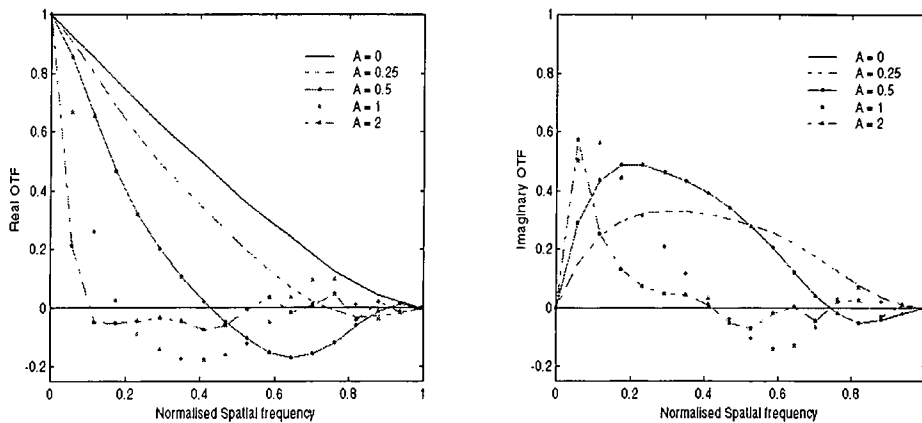 1
0.8
0.6
0.4
0.2
0
-0.2
Real OTF
A = 0
A = 0.25
A = 0.5
A = 1
A = 2
0
0.2
0.4
0.6
0.8
1
Normalised Spatial frequency
1
0.8
0.6
0.4
0.2
0
-0.2
Imaginary OTF
A = 0
A = 0.25
A = 0.5
A = 1
A = 2
0
0.2
0.4
0.6
0.8
1
Normalised Spatial frequency